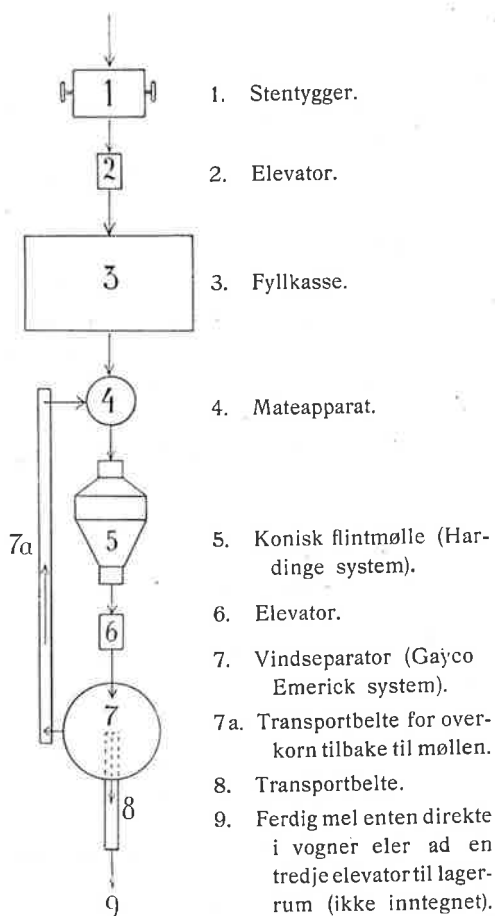 1
1. Stentygger.
2
2. Elevator.
3
3. Fyllkasse.
4
4. Mateapparat.
7a
5
5. Konisk flintmølle (Har-
dinge system).
6
6. Elevator.
7
7. Vindseparator (Gayco
Emerick system).
7a. Transportbelte for over-
korn tilbake til møllen.
8
8. Transportbelte.
9
9. Ferdig mel enten direkte
i vogner eler ad en
tredje elevator til lager-
rum (ikke inntegnet).